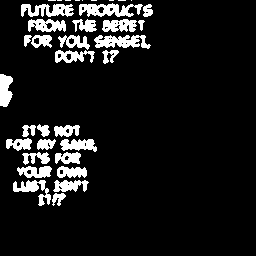 FUTURE PRODUCTS
FROM THE BERET
FOR YOU, SENSEI,
DON'T I?
IT'S NOT
FOR MY SAKE,
IT'S FOR
YOUR OWN
LUST, ISN'T
IT!?